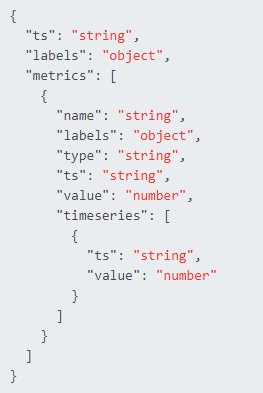 {
  "ts": "string",
  "labels": "object",
  "metrics": [
    {
      "name": "string",
      "labels": "object",
      "type": "string",
      "ts": "string",
      "value": "number",
      "timeseries": [
        {
          "ts": "string",
          "value": "number"
        }
      ]
    }
  ]
}